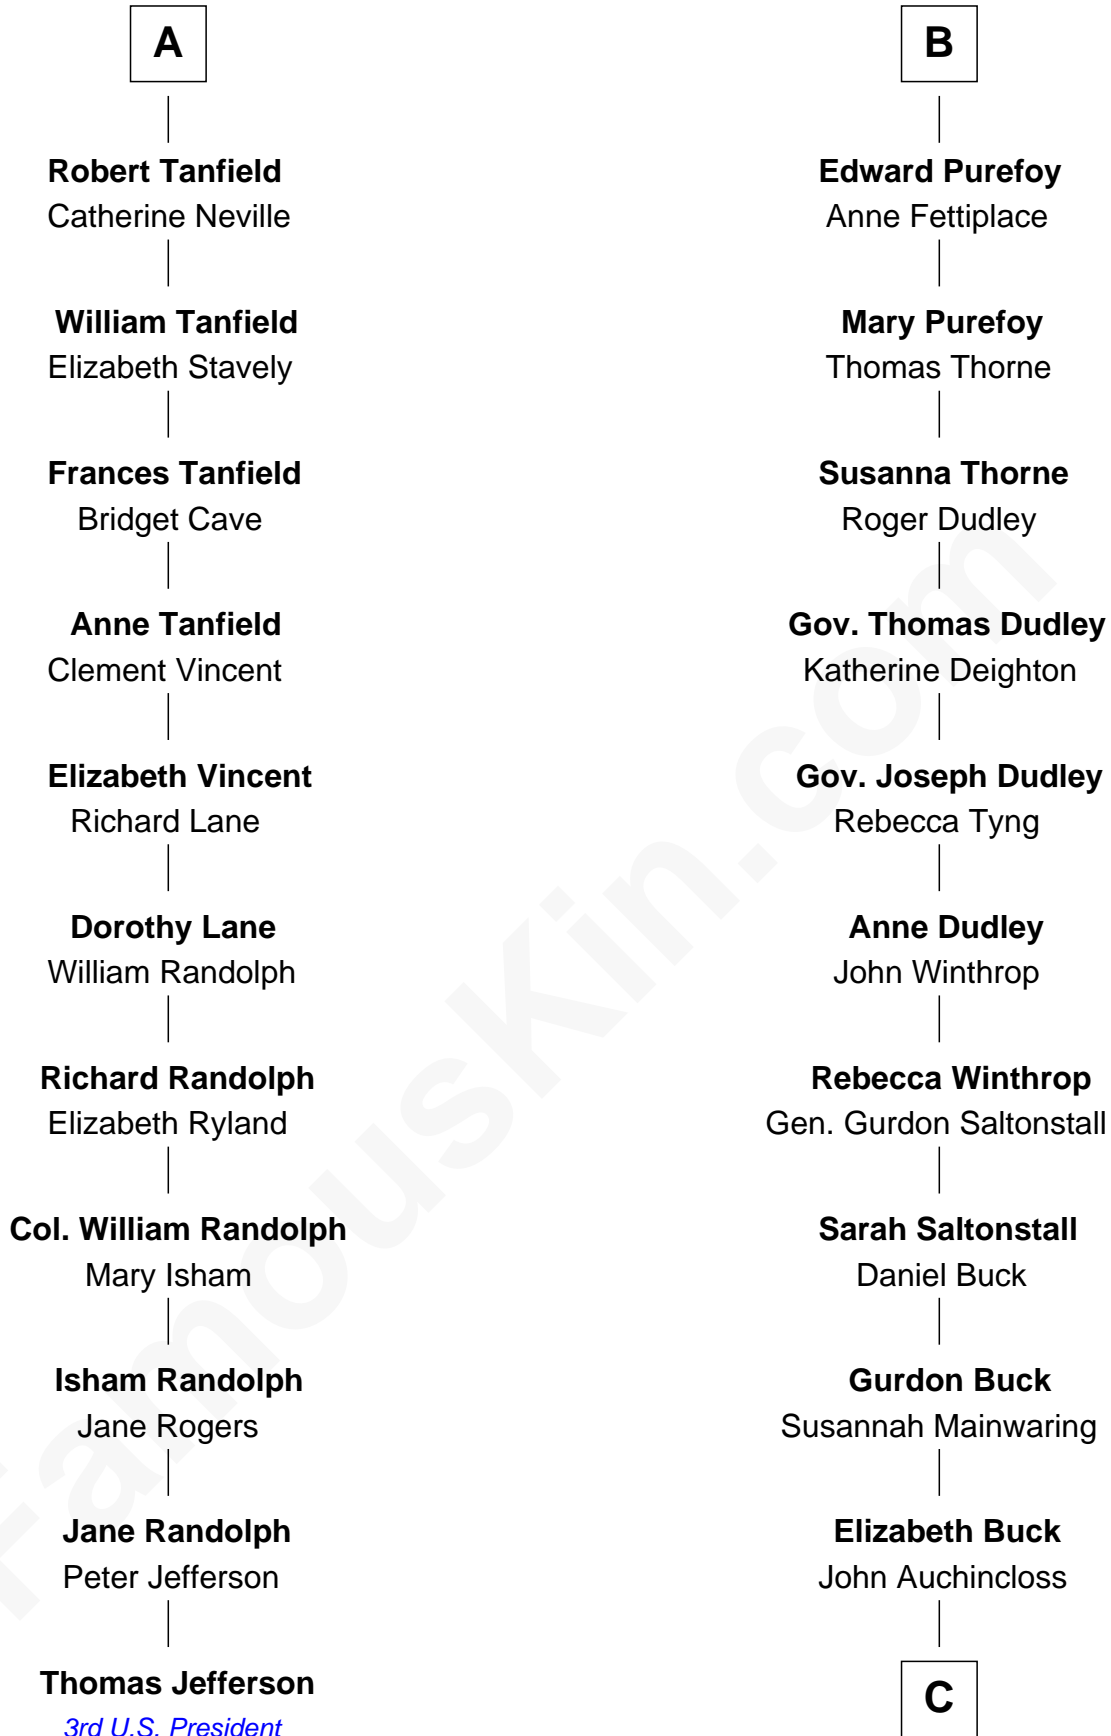 A
Robert Tanfield
Catherine Neville
William Tanfield
Elizabeth Stavely
Frances Tanfield
Bridget Cave
Anne Tanfield
Clement Vincent
Elizabeth Vincent
Richard Lane
Dorothy Lane
William Randolph
Richard Randolph
Elizabeth Ryland
Col. William Randolph
Mary Isham
Isham Randolph
Jane Rogers
Jane Randolph
Peter Jefferson
Thomas Jefferson
3rd U.S. President
B
Edward Purefoy
Anne Fettiplace
Mary Purefoy
Thomas Thorne
Susanna Thorne
Roger Dudley
Gov. Thomas Dudley
Katherine Deighton
Gov. Joseph Dudley
Rebecca Tyng
Anne Dudley
John Winthrop
Rebecca Winthrop
Gen. Gurdon Saltonstall
Sarah Saltonstall
Daniel Buck
Gurdon Buck
Susannah Mainwaring
Elizabeth Buck
John Auchincloss
C
FamousKin.com